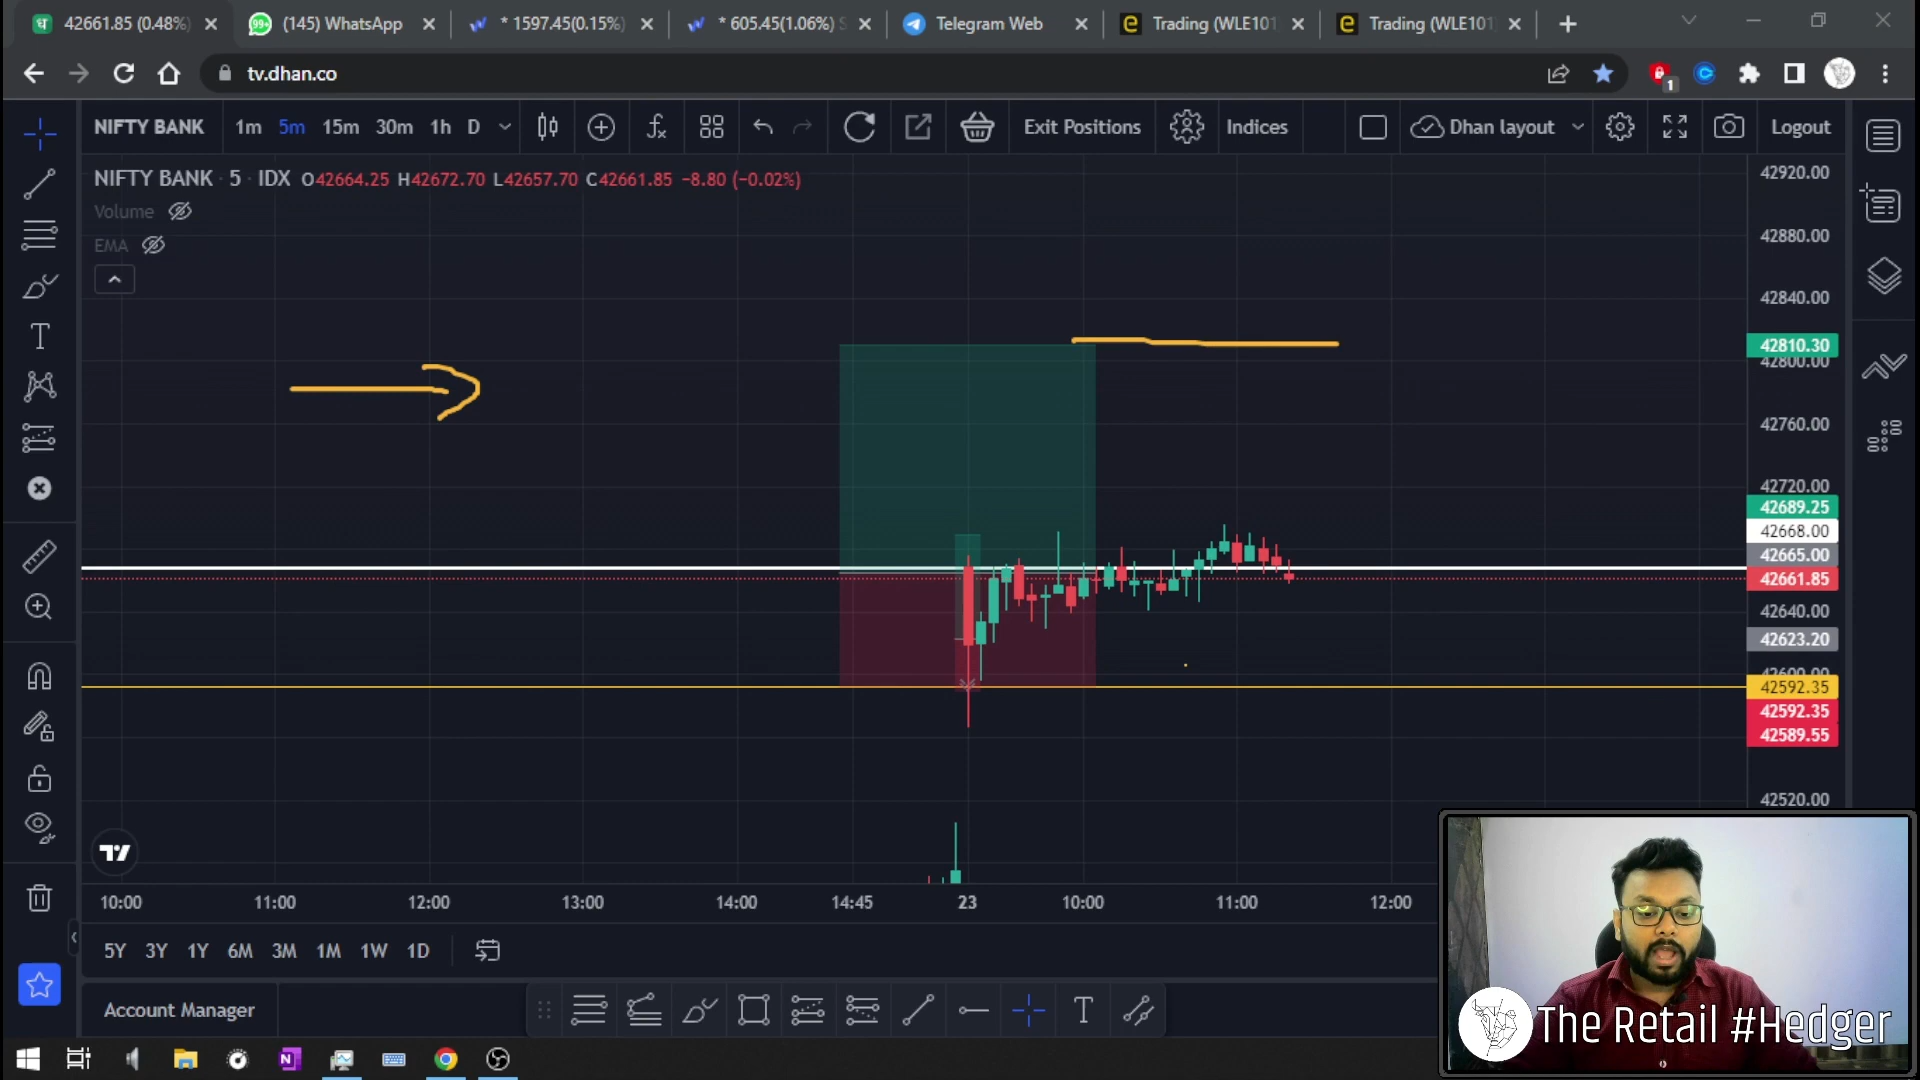 42661.85 (0.48%)
(145) WhatsApp
* 1597.45(0.15%)
* 605.45(1.06%) S
Telegram Web
Trading (WLE101
Trading (WLE101
tv.dhan.co
1
NIFTY BANK
1m
5m
15m
30m
1h
D
Exit Positions
Indices
Dhan layout
Logout
NIFTY BANK · 5 · IDX O42664.25 H42672.70 L42657.70 C42661.85 −8.80 (−0.02%)
Volume
EMA
42920.00
42880.00
42840.00
42810.30
42800.00
42760.00
42720.00
42689.25
42668.00
42665.00
42661.85
42640.00
42623.20
42600.00
42592.35
42592.35
42589.55
42520.00
10:00
11:00
12:00
13:00
14:00
14:45
23
10:00
11:00
12:00
5Y
3Y
1Y
6M
3M
1M
1W
1D
Account Manager
The Retail #Hedger